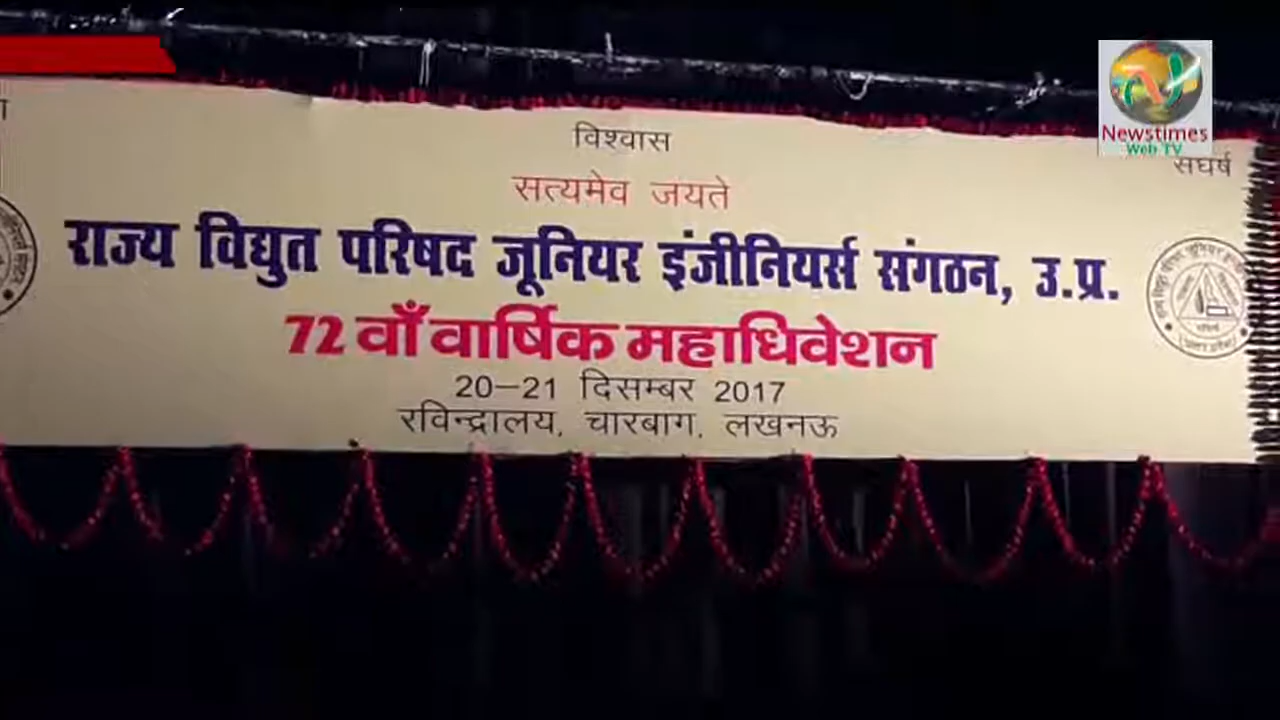 Newstimes
Web TV
विश्वास
संघर्ष
सत्यमेव जयते
राज्य विद्युत परिषद जूनियर इंजीनियर्स संगठन, उ.प्र.
72 वाँ वार्षिक महाधिवेशन
20-21 दिसम्बर 2017
रविन्द्रालय, चारबाग, लखनऊ